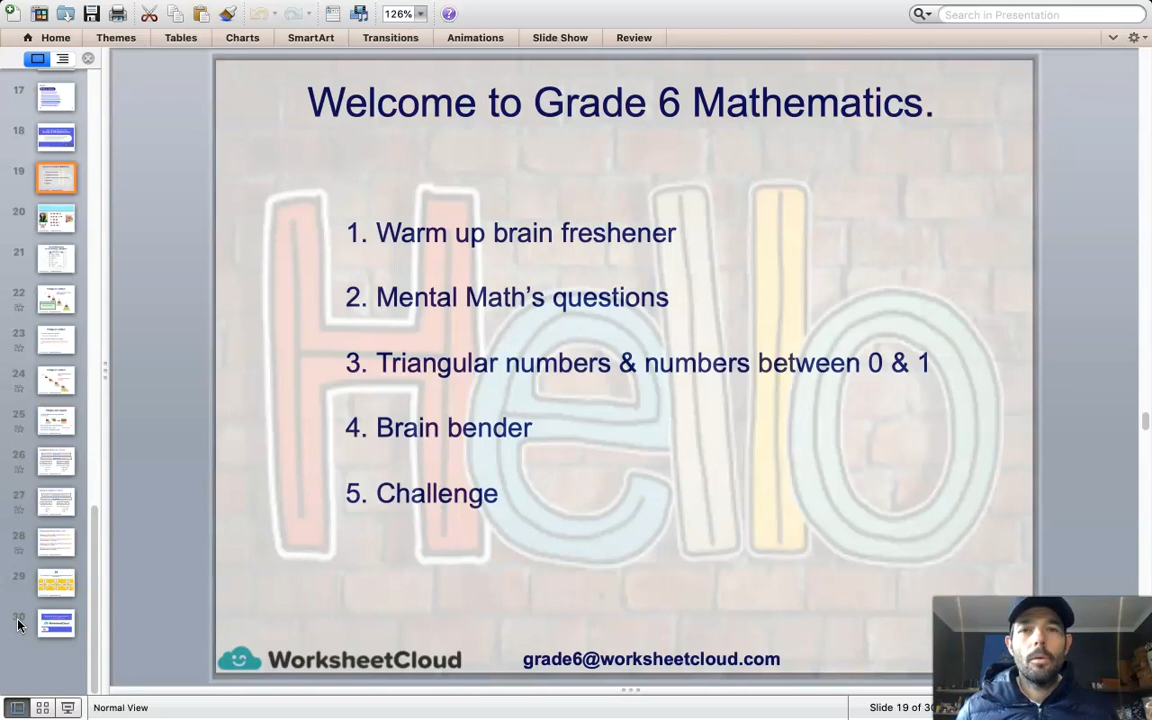 126%
Search in Presentation
Home Themes Tables Charts SmartArt Transitions Animations Slide Show Review
17
18
19
20
21
22
23
24
25
26
27
28
29
30
Welcome to Grade 6 Mathematics.
1. Warm up brain freshener
2. Mental Math’s questions
3. Triangular numbers & numbers between 0 & 1
4. Brain bender
5. Challenge
Hello
WorksheetCloud
grade6@worksheetcloud.com
Normal View
Slide 19 of 30